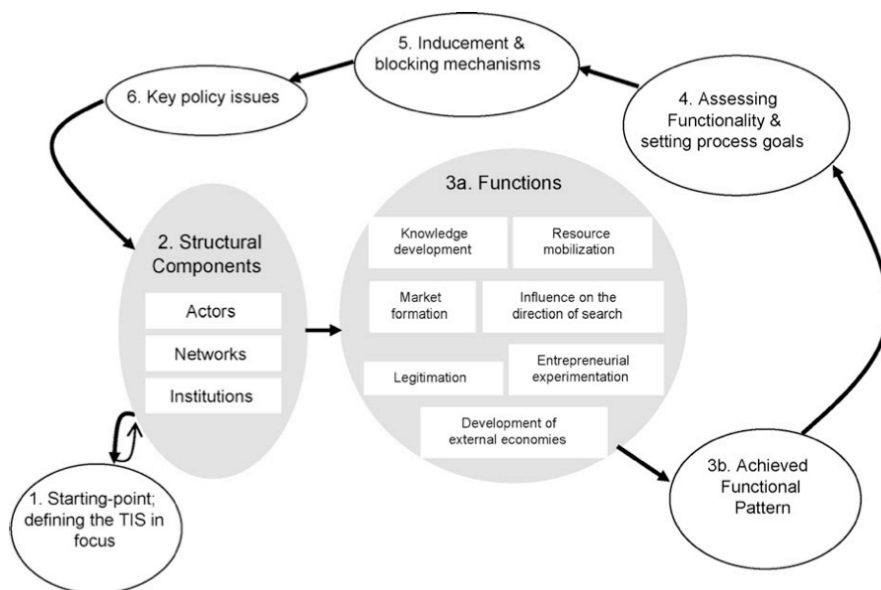 5. Inducement &
blocking mechanisms
6. Key policy issues
4. Assessing
Functionality &
setting process goals
3a. Functions
Knowledge
development
Resource
mobilization
2. Structural
Components
Market
formation
Influence on the
direction of search
Actors
Networks
Institutions
Legitimation
Entrepreneurial
experimentation
Development of
external economies
3b. Achieved
Functional
Pattern
1. Starting-point;
defining the TIS in
focus